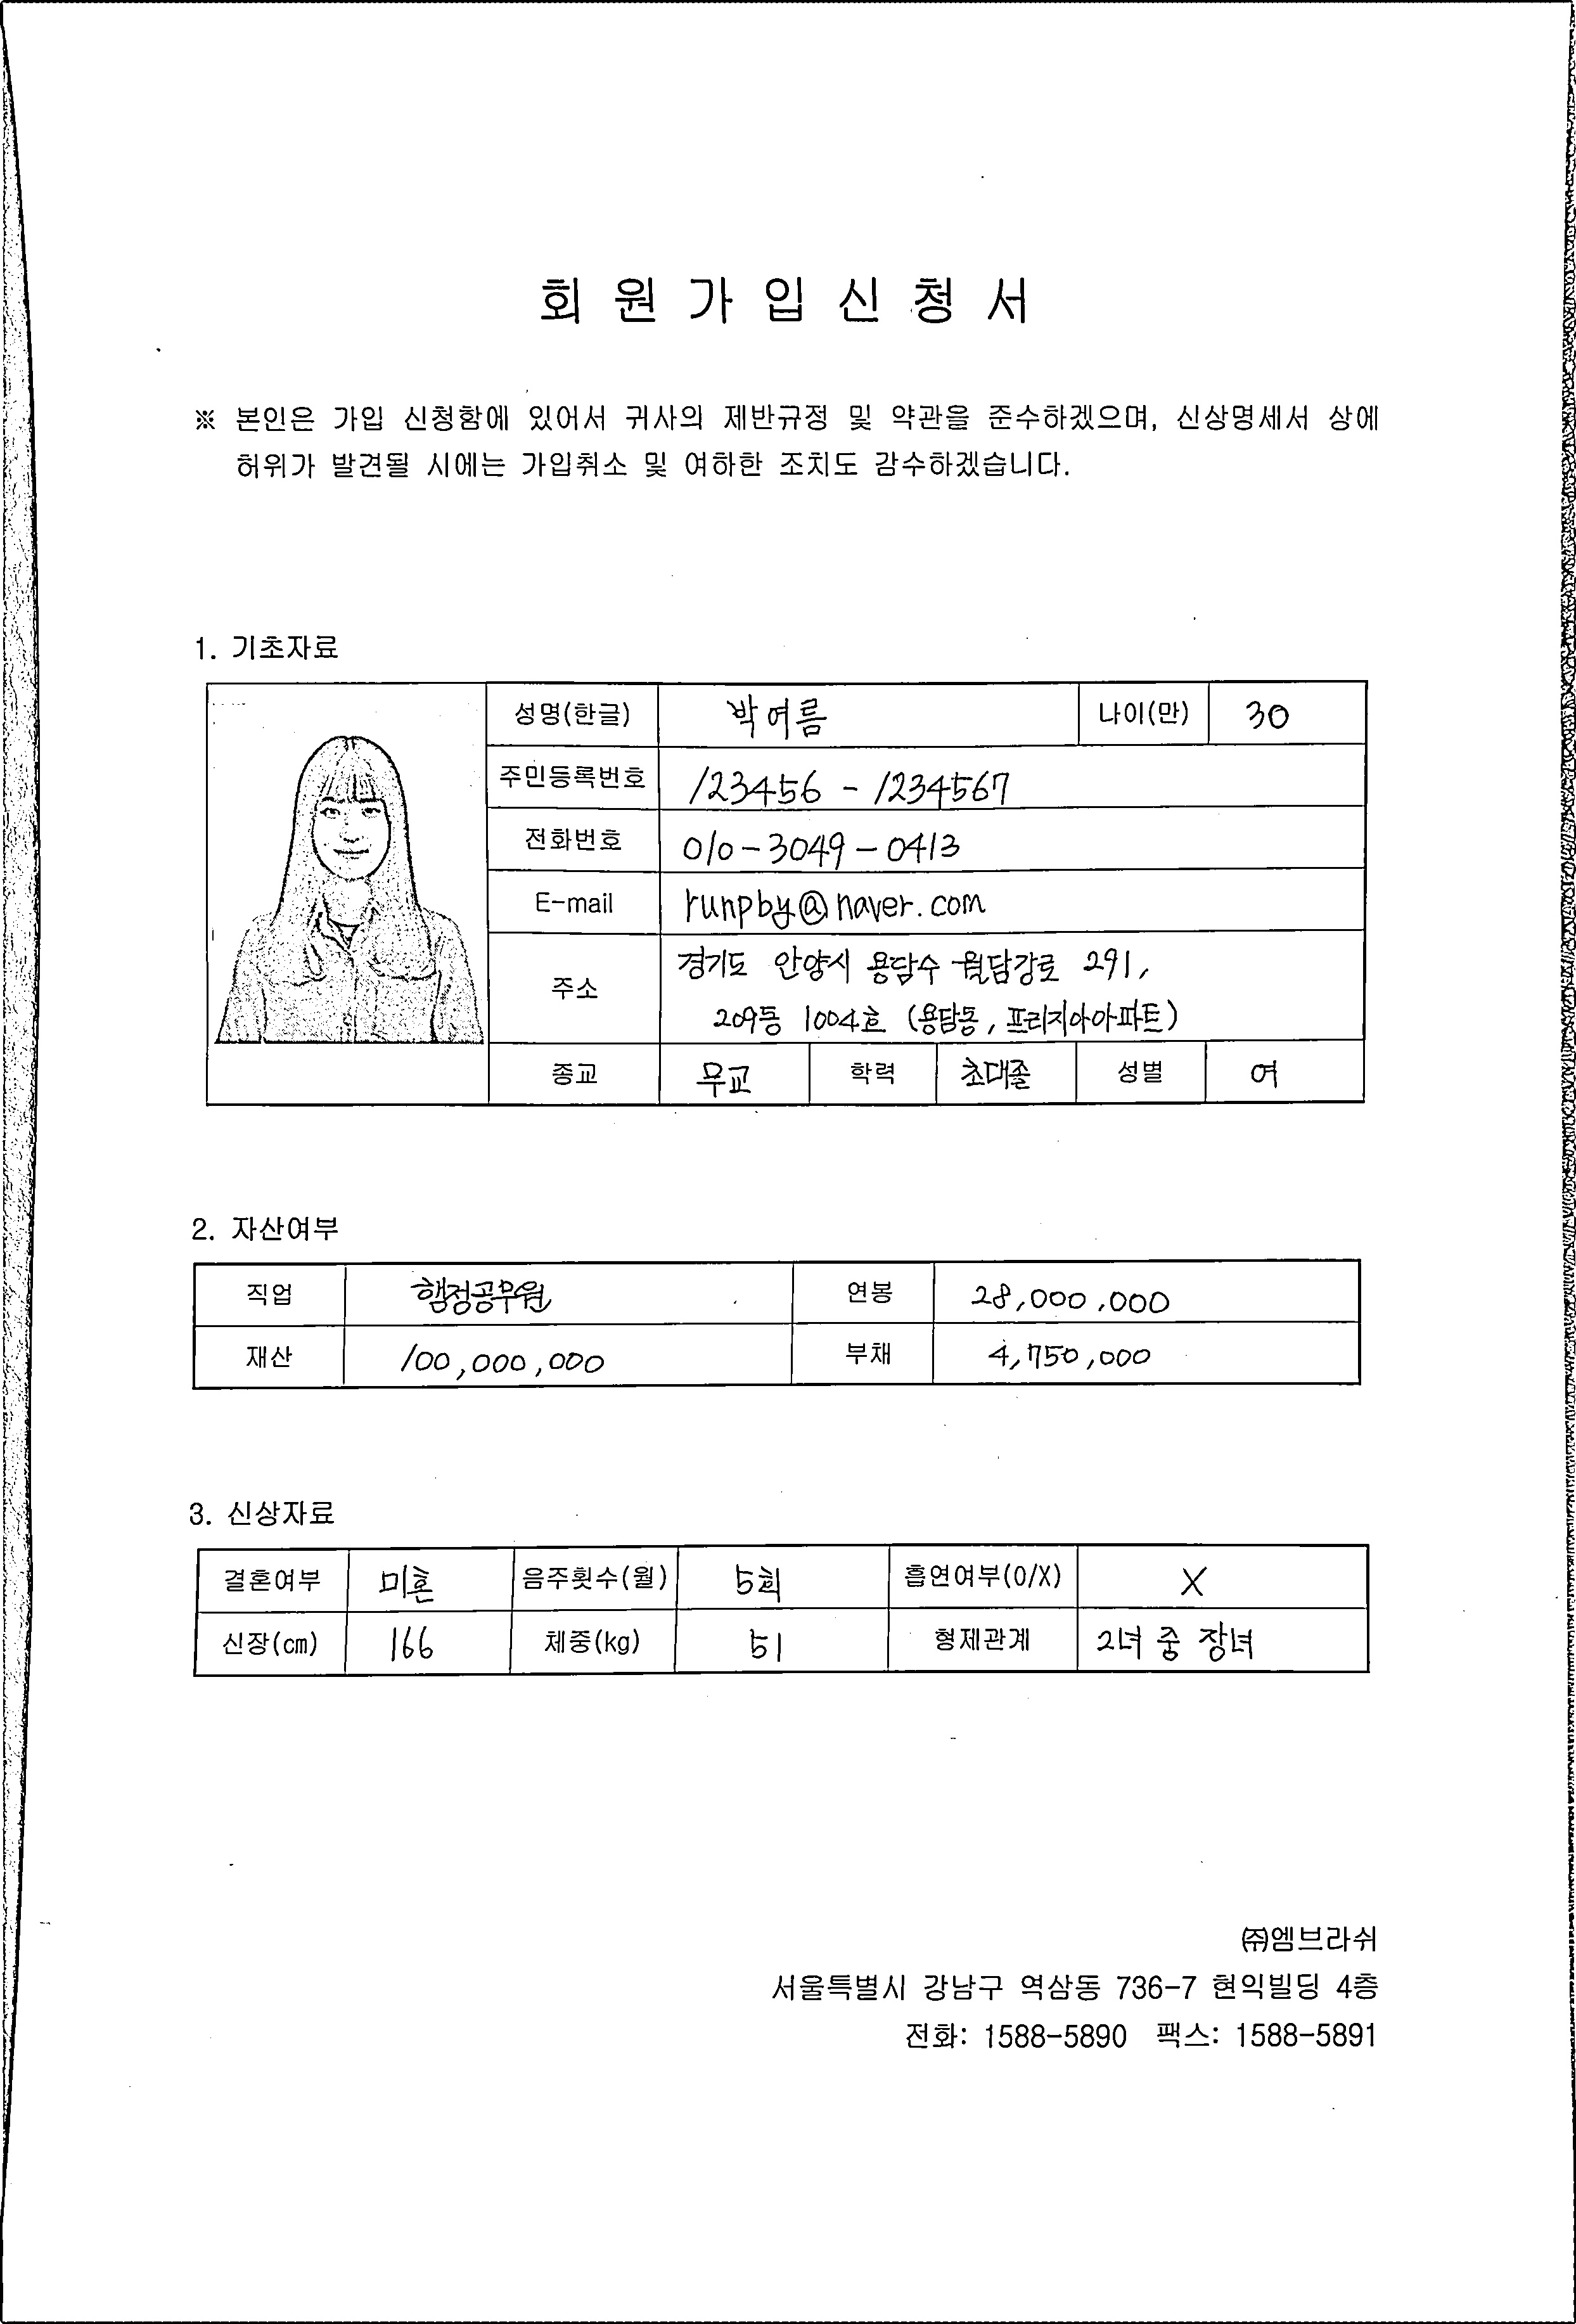 회 원 가 입 신 청 서
※ 본인은 가입 신청함에 있어서 귀사의 제반규정 및 약관을 준수하겠으며, 신상명세서 상에
허위가 발견될 시에는 가입취소 및 여하한 조치도 감수하겠습니다.
1. 기초자료
성명(한글) 박여름 나이(만) 30
주민등록번호 123456 - 1234567
전화번호 010-3049-0413
E-mail runpby@naver.com
주소 경기도 안양시 용담수 월담강로 291,
209동 1004호 (용담동, 프리지아아파트)
종교 무교 학력 초대졸 성별 여
2. 자산여부
직업 행정공무원 연봉 28,000,000
재산 100,000,000 부채 4,750,000
3. 신상자료
결혼여부 미혼 음주횟수(월) 5회 흡연여부(O/X) X
신장(cm) 166 체중(kg) 51 형제관계 2녀 중 장녀
㈜엠브라쉬
서울특별시 강남구 역삼동 736-7 현익빌딩 4층
전화: 1588-5890 팩스: 1588-5891